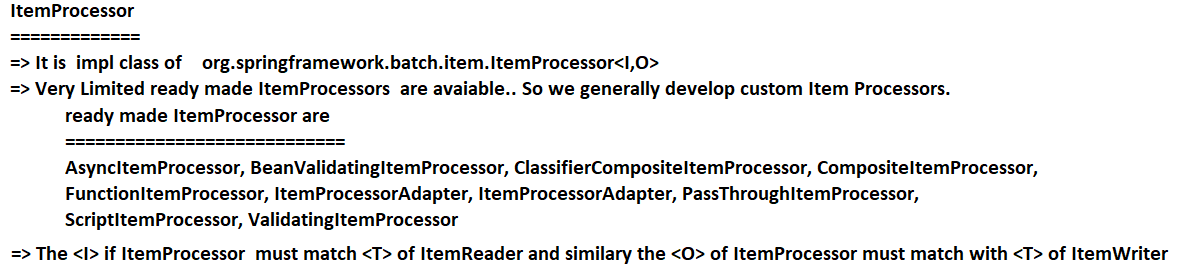 ItemProcessor
=============
=> It is impl class of org.springframework.batch.item.ItemProcessor<I,O>
=> Very Limited ready made ItemProcessors are avaiable.. So we generally develop custom Item Processors.
ready made ItemProcessor are
============================
AsyncItemProcessor, BeanValidatingItemProcessor, ClassifierCompositeItemProcessor, CompositeItemProcessor,
FunctionItemProcessor, ItemProcessorAdapter, ItemProcessorAdapter, PassThroughItemProcessor,
ScriptItemProcessor, ValidatingItemProcessor
=> The <I> if ItemProcessor must match <T> of ItemReader and similary the <O> of ItemProcessor must match with <T> of ItemWriter